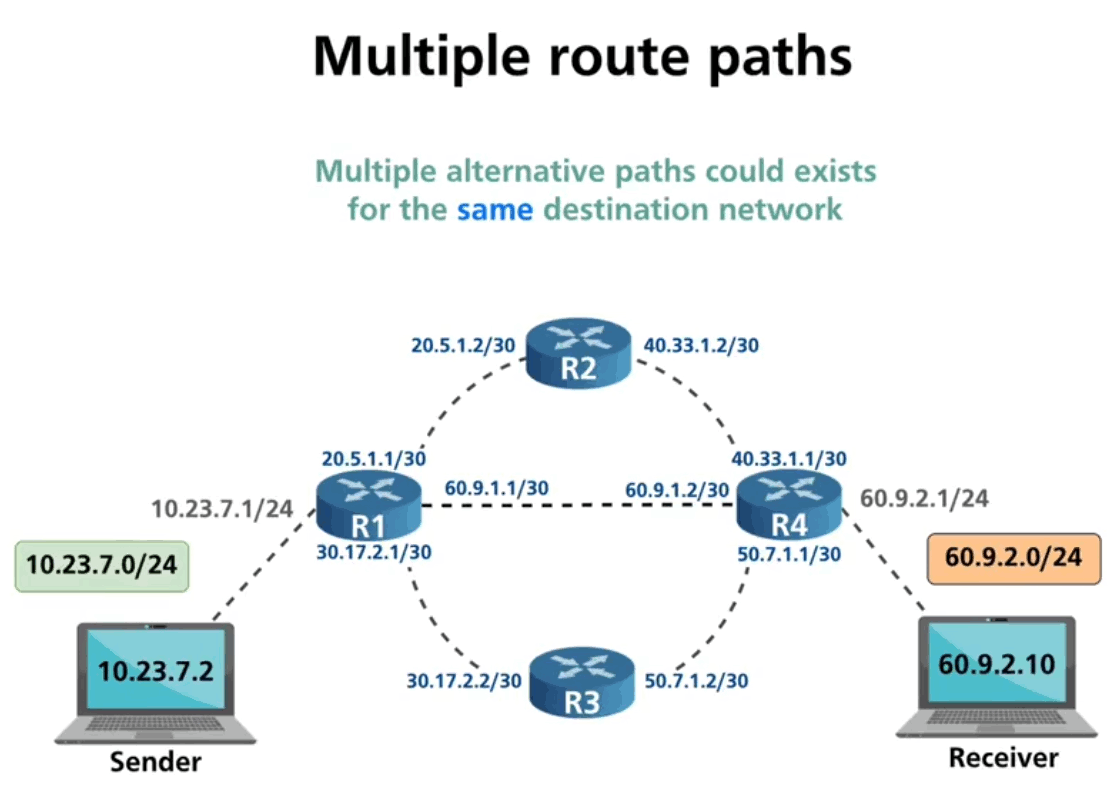 Multiple route paths
Multiple alternative paths could exists
for the same destination network
20.5.1.2/30
R2
40.33.1.2/30
20.5.1.1/30
40.33.1.1/30
10.23.7.1/24
R1
60.9.1.1/30
60.9.1.2/30
R4
60.9.2.1/24
30.17.2.1/30
50.7.1.1/30
10.23.7.0/24
60.9.2.0/24
10.23.7.2
30.17.2.2/30
R3
50.7.1.2/30
60.9.2.10
Sender
Receiver